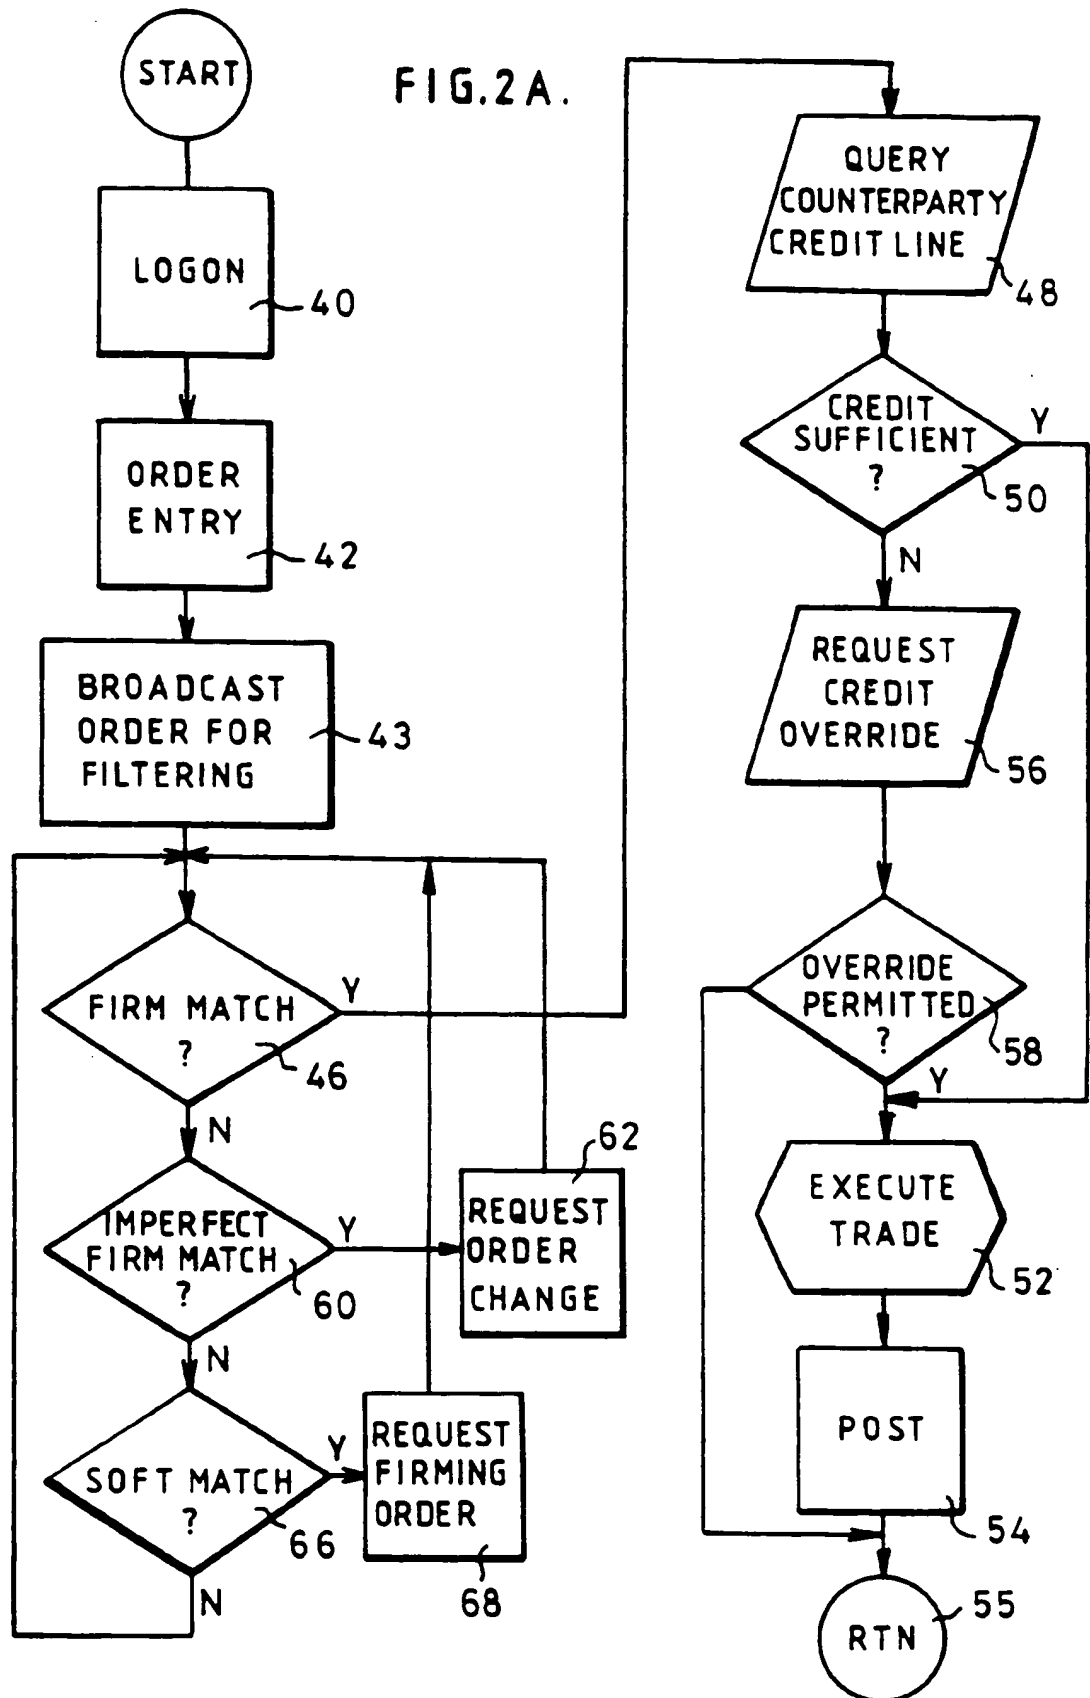 START
FIG.2A.
LOGON
40
ORDER
ENTRY
42
BROADCAST
ORDER FOR
FILTERING
43
FIRM MATCH
?
46
Y
N
IMPERFECT
FIRM MATCH
?
60
Y
N
62
REQUEST
ORDER
CHANGE
SOFT MATCH
?
66
Y
N
REQUEST
FIRMING
ORDER
68
QUERY
COUNTERPARTY
CREDIT LINE
48
CREDIT
SUFFICIENT
?
50
Y
N
REQUEST
CREDIT
OVERRIDE
56
OVERRIDE
PERMITTED
?
58
Y
EXECUTE
TRADE
52
POST
54
RTN
55